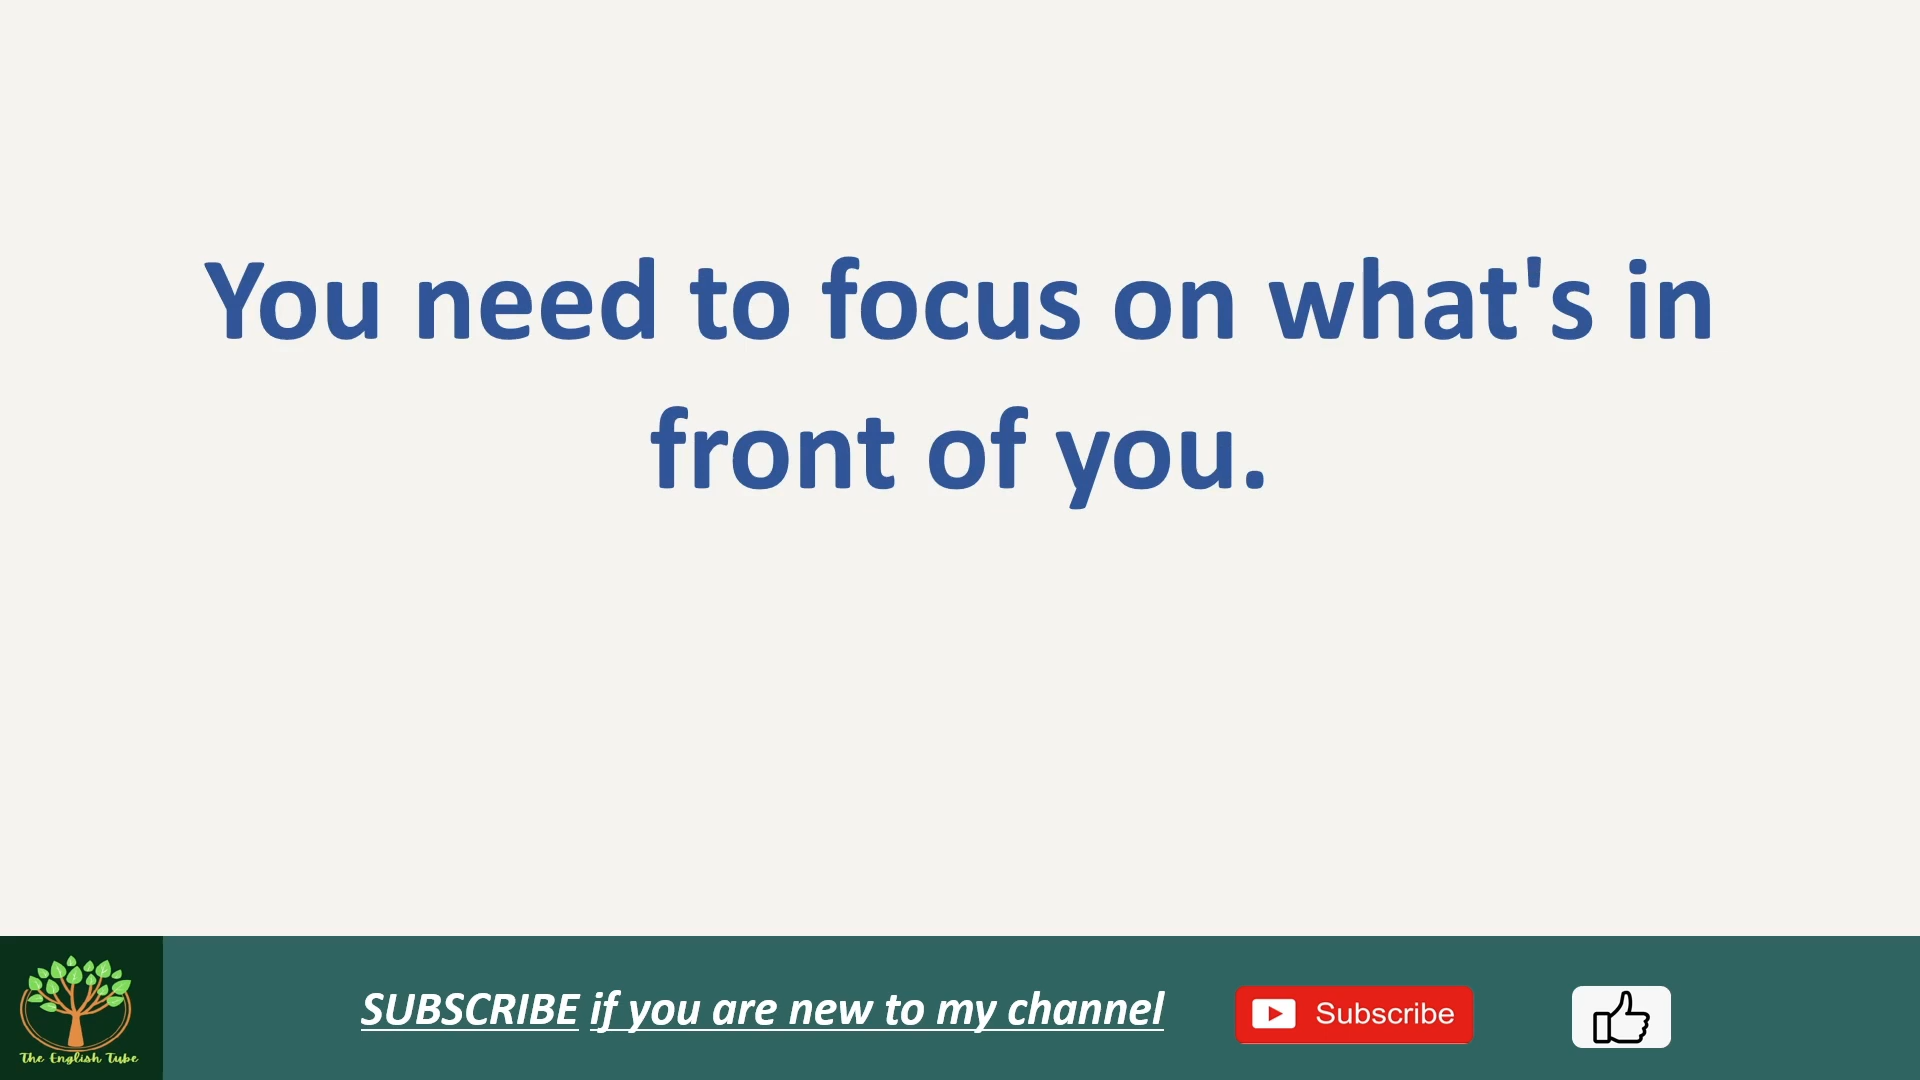 You need to focus on what's in
front of you.
SUBSCRIBE if you are new to my channel
Subscribe
The English Tube